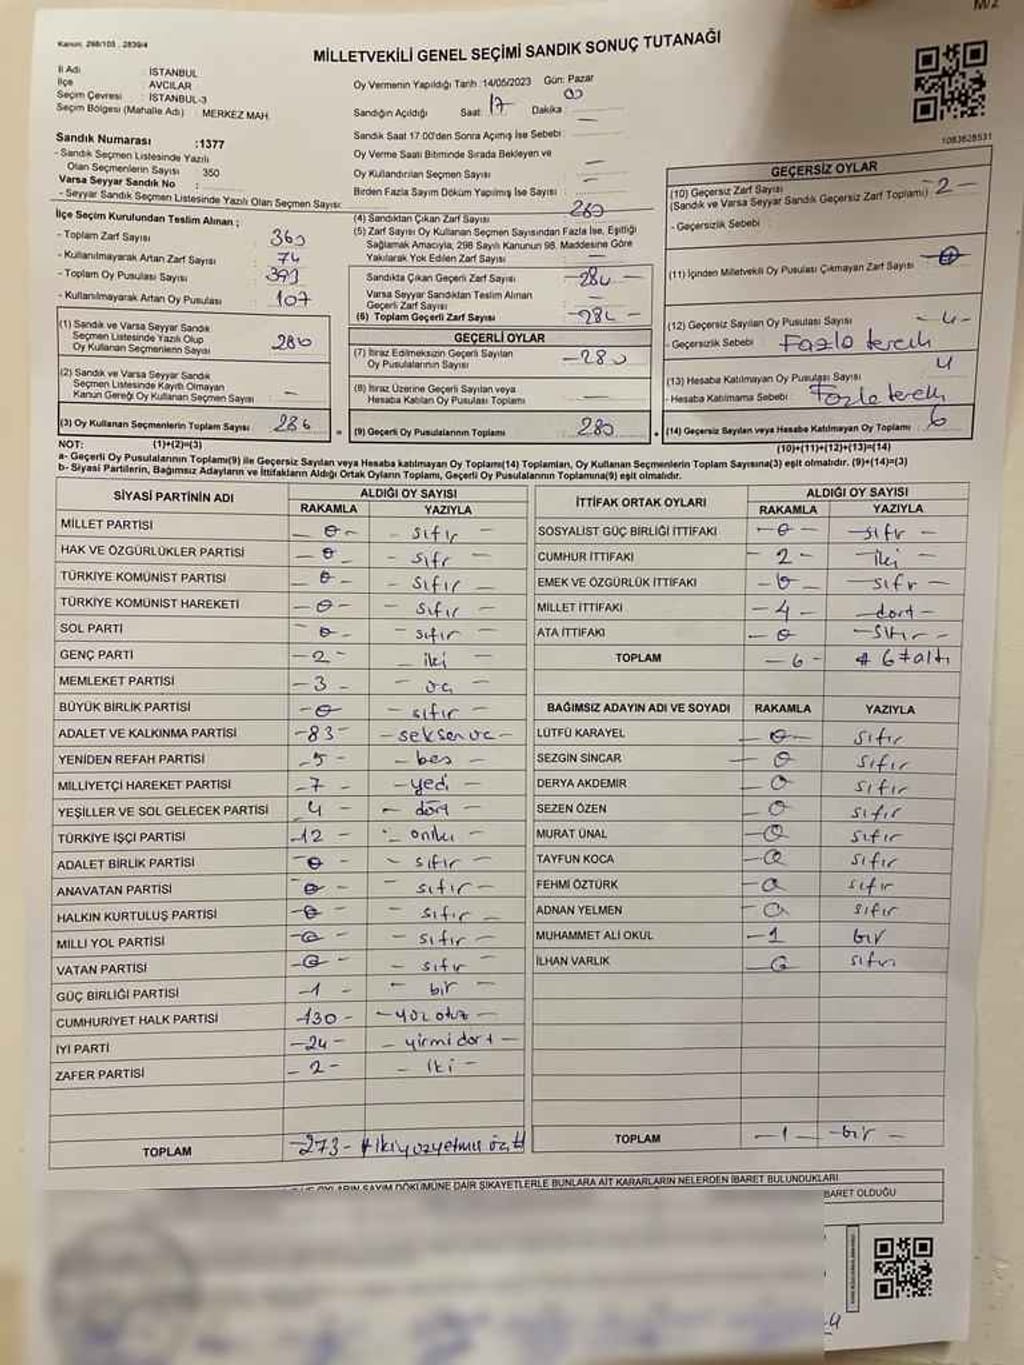 M/2
Kanun: 298/105 , 2839/4
MİLLETVEKİLİ GENEL SEÇİMİ SANDIK SONUÇ TUTANAĞI
İl Adı : İSTANBUL
İlçe : AVCILAR
Seçim Çevresi : İSTANBUL-3
Seçim Bölgesi (Mahalle Adı) : MERKEZ MAH.
Sandık Numarası :1377
- Sandık Seçmen Listesinde Yazılı
Olan Seçmenlerin Sayısı 350
Varsa Seyyar Sandık No :
- Seyyar Sandık Listesinde Yazılı Olan Seçmen Sayısı:
İlçe Seçim Kurulundan Teslim Alınan ;
- Toplam Zarf Sayısı : 360
- Kullanılmayarak Artan Zarf Sayısı : 74
- Toplam Oy Pusulası Sayısı : 393
- Kullanılmayarak Artan Oy Pusulası : 107
(1) Sandık ve Varsa Seyyar Sandık
Seçmen Listesinde Yazılı Olup
Oy Kullanan Seçmenlerin Sayısı : 286
(2) Sandık ve Varsa Seyyar Sandık
Seçmen Listesinde Kayıtlı Olmayan
Kanun Gereği Oy Kullanan Seçmen Sayısı : —
(3) Oy Kullanan Seçmenlerin Toplam Sayısı : 286 =
Oy Vermenin Yapıldığı Tarih :14/05/2023 Gün: Pazar
Sandığın Açıldığı Saat : 17 Dakika : 00
Sandık Saat 17.00'den Sonra Açılmış İse Sebebi : —
Oy Verme Saati Bitiminde Sırada Bekleyen ve
Oy Kullandırılan Seçmen Sayısı : —
Birden Fazla Sayım Döküm Yapılmış İse Sayısı : —
(4) Sandıktan Çıkan Zarf Sayısı
(5) Zarf Sayısı Oy Kullanan Seçmen Sayısından Fazla İse, Eşitliği
Sağlamak Amacıyla, 298 Sayılı Kanunun 98. Maddesine Göre
Yakılarak Yok Edilen Zarf Sayısı : —
Sandıkta Çıkan Geçerli Zarf Sayısı : —284—
Varsa Seyyar Sandıktan Teslim Alınan
Geçerli Zarf Sayısı : —
(6) Toplam Geçerli Zarf Sayısı : —284—
GEÇERLİ OYLAR
(7) İtiraz Edilmeksizin Geçerli Sayılan
Oy Pusulalarının Sayısı : —280
(8) İtiraz Üzerine Geçerli Sayılan veya
Hesaba Katılan Oy Pusulası Toplamı : —
(9) Geçerli Oy Pusulalarının Toplamı : 280 +
1083628531
GEÇERSİZ OYLAR
(10) Geçersiz Zarf Sayısı
(Sandık ve Varsa Seyyar Sandık Geçersiz Zarf Toplamı) : -2-
- Geçersizlik Sebebi :
(11) İçinden Milletvekili Oy Pusulası Çıkmayan Zarf Sayısı : -0-
(12) Geçersiz Sayılan Oy Pusulası Sayısı : -4-
- Geçersizlik Sebebi : Fazla tercih
(13) Hesaba Katılmayan Oy Pusulası Sayısı :
- Hesaba Katılmama Sebebi : Fazla tercih
(14) Geçersiz Sayılan veya Hesaba Katılmayan Oy Toplamı : 6
NOT: (1)+(2)=(3) (10)+(11)+(12)+(13)=(14)
a- Geçerli Oy Pusulalarının Toplamı(9) ile Geçersiz Sayılan veya Hesaba katılmayan Oy Toplamı(14) Toplamları, Oy Kullanan Seçmenlerin Toplam Sayısına(3) eşit olmalıdır. (9)+(14)=(3)
b- Siyasi Partilerin, Bağımsız Adayların ve İttifakların Aldığı Ortak Oyların Toplamı, Geçerli Oy Pusulalarının Toplamına(9) eşit olmalıdır.
SİYASİ PARTİNİN ADI ALDIĞI OY SAYISI
RAKAMLA YAZIYLA
MİLLET PARTİSİ — 0 — - sıfır —
HAK VE ÖZGÜRLÜKLER PARTİSİ — 0 — - sıfır
TÜRKİYE KOMÜNİST PARTİSİ — 0 — - sıfır —
TÜRKİYE KOMÜNİST HAREKETİ — 0 — - sıfır —
SOL PARTİ 0 - - sıfır —
GENÇ PARTİ — 2 - — iki —
MEMLEKET PARTİSİ — 3 - - üç —
BÜYÜK BİRLİK PARTİSİ — 0 — - sıfır —
ADALET VE KALKINMA PARTİSİ -83- - seksenüç -
YENİDEN REFAH PARTİSİ -5- - beş —
MİLLİYETÇİ HAREKET PARTİSİ -7- - yedi —
YEŞİLLER VE SOL GELECEK PARTİSİ 4 - - dört —
TÜRKİYE İŞÇİ PARTİSİ -12 - - oniki —
ADALET BİRLİK PARTİSİ - 0 - - sıfır —
ANAVATAN PARTİSİ - 0 - - sıfır —
HALKIN KURTULUŞ PARTİSİ - 0 - - sıfır —
MİLLİ YOL PARTİSİ - 0 - - sıfır —
VATAN PARTİSİ - 0 - - sıfır —
GÜÇ BİRLİĞİ PARTİSİ - 1 - - bir —
CUMHURİYET HALK PARTİSİ -130- - yüz otuz -
İYİ PARTİ -24- - yirmi dört —
ZAFER PARTİSİ - 2 - - iki -
TOPLAM -273- # ikiyüzyetmişüç #
İTTİFAK ORTAK OYLARI ALDIĞI OY SAYISI
RAKAMLA YAZIYLA
SOSYALİST GÜÇ BİRLİĞİ İTTİFAKI — 0 — — sıfır —
CUMHUR İTTİFAKI - 2 - — iki —
EMEK VE ÖZGÜRLÜK İTTİFAKI - 0 - — sıfır —
MİLLET İTTİFAKI - 4 - — dört -
ATA İTTİFAKI - 0 — sıfır -
TOPLAM — 6 - # 6 # altı
BAĞIMSIZ ADAYIN ADI VE SOYADI RAKAMLA YAZIYLA
LÜTFÜ KARAYEL — 0 — sıfır
SEZGİN SİNCAR — 0 sıfır
DERYA AKDEMİR — 0 sıfır
SEZEN ÖZEN — 0 sıfır
MURAT ÜNAL — 0 sıfır
TAYFUN KOCA — 0 sıfır
FEHMİ ÖZTÜRK — 0 sıfır
ADNAN YELMEN — 0 sıfır
MUHAMMET ALİ OKUL — 1 bir
İLHAN VARLIK — 0 sıfır
TOPLAM — 1 — - bir —
OYLARIN SAYIM DÖKÜMÜNE DAİR ŞİKAYETLERLE BUNLARA AİT KARARLARIN NELERDEN İBARET BULUNDUKLARI
İBARET OLDUĞU